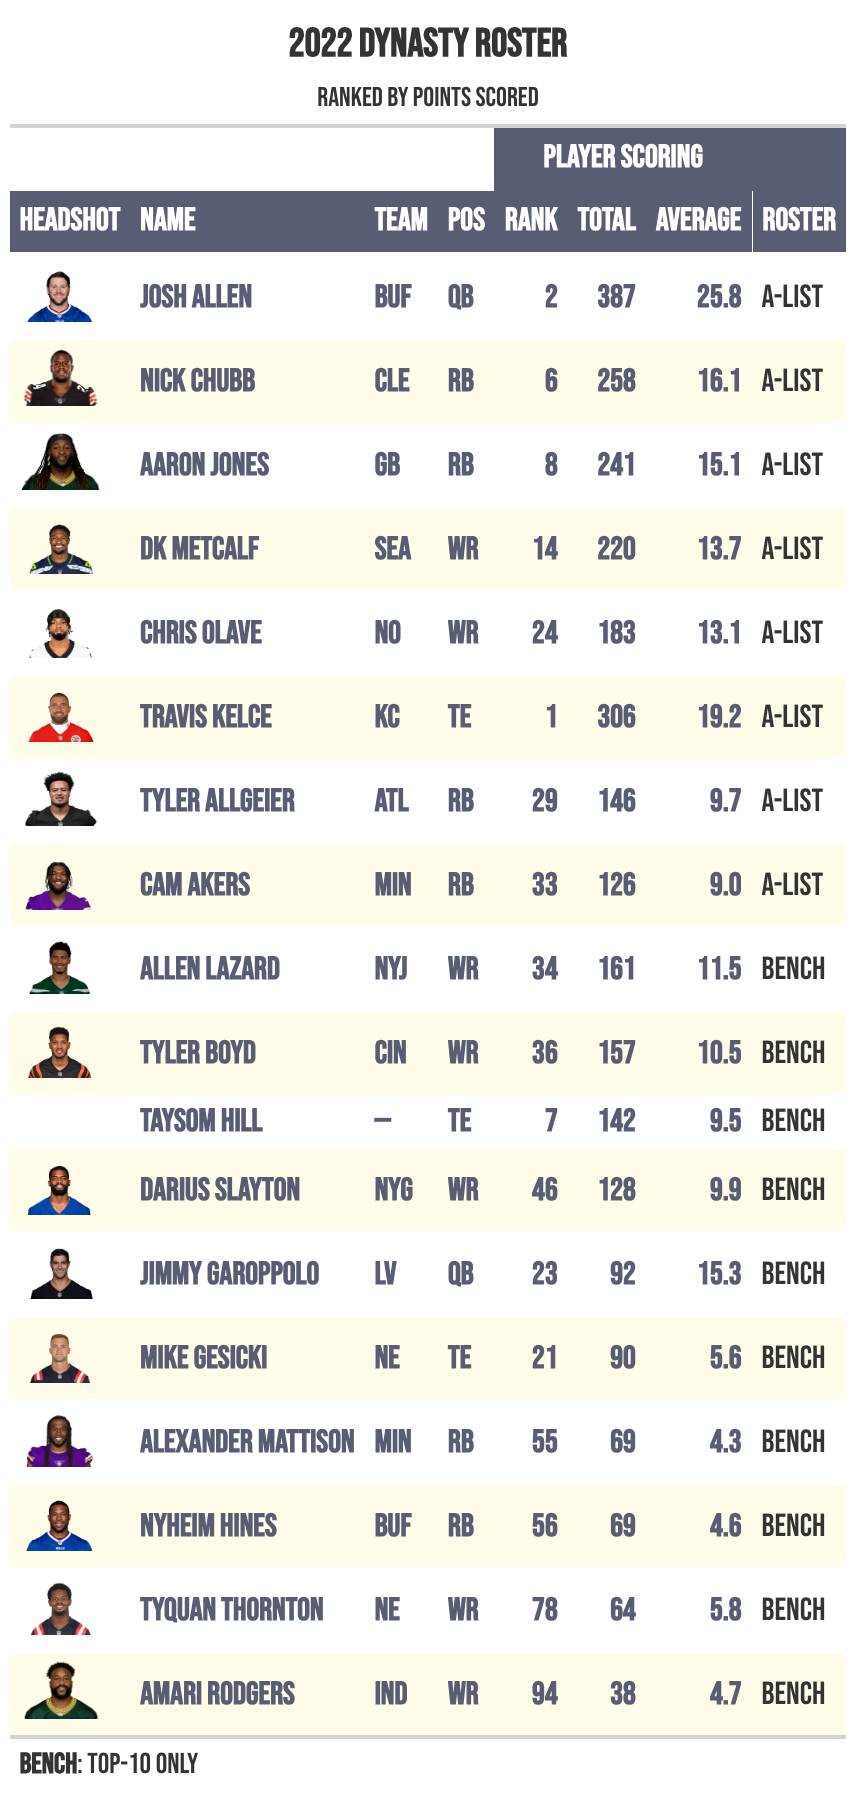 2022 DYNASTY ROSTER
RANKED BY POINTS SCORED
PLAYER SCORING
HEADSHOT NAME TEAM POS RANK TOTAL AVERAGE ROSTER
JOSH ALLEN BUF QB 2 387 25.8 A-LIST
NICK CHUBB CLE RB 6 258 16.1 A-LIST
AARON JONES GB RB 8 241 15.1 A-LIST
DK METCALF SEA WR 14 220 13.7 A-LIST
CHRIS OLAVE NO WR 24 183 13.1 A-LIST
TRAVIS KELCE KC TE 1 306 19.2 A-LIST
TYLER ALLGEIER ATL RB 29 146 9.7 A-LIST
CAM AKERS MIN RB 33 126 9.0 A-LIST
ALLEN LAZARD NYJ WR 34 161 11.5 BENCH
TYLER BOYD CIN WR 36 157 10.5 BENCH
TAYSOM HILL — TE 7 142 9.5 BENCH
DARIUS SLAYTON NYG WR 46 128 9.9 BENCH
JIMMY GAROPPOLO LV QB 23 92 15.3 BENCH
MIKE GESICKI NE TE 21 90 5.6 BENCH
ALEXANDER MATTISON MIN RB 55 69 4.3 BENCH
NYHEIM HINES BUF RB 56 69 4.6 BENCH
TYQUAN THORNTON NE WR 78 64 5.8 BENCH
AMARI RODGERS IND WR 94 38 4.7 BENCH
BENCH: TOP-10 ONLY